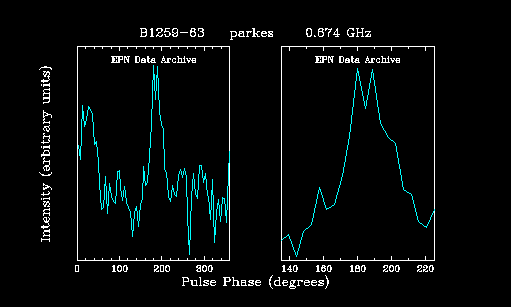 B1259-63 parkes 0.674 GHz
EPN Data Archive
EPN Data Archive
Intensity (arbitrary units)
0 100 200 300
140 160 180 200 220
Pulse Phase (degrees)